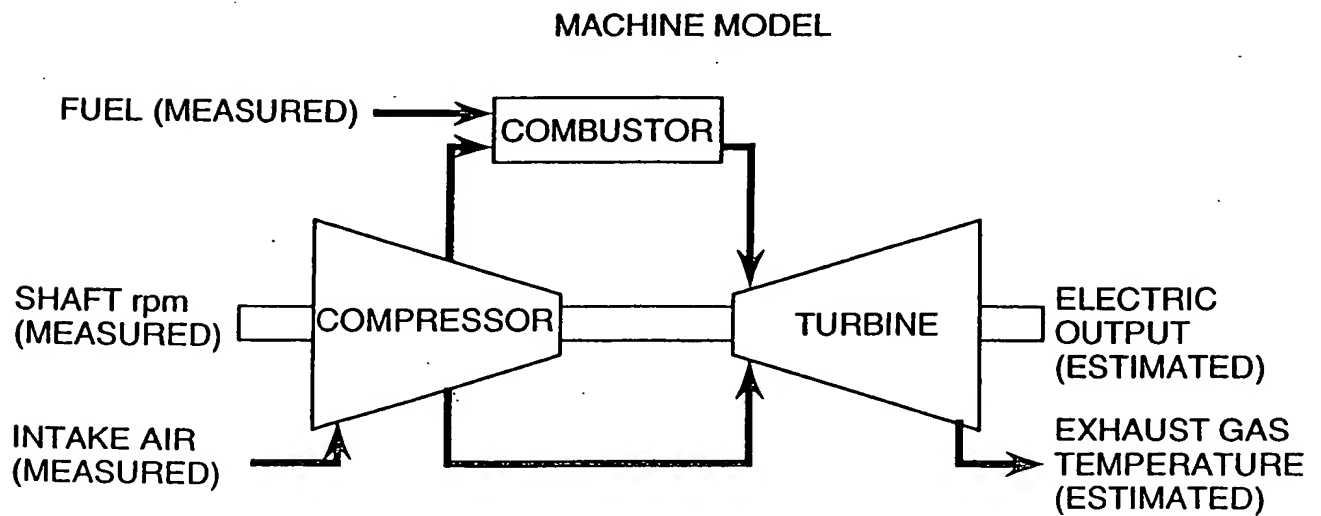 MACHINE MODEL
FUEL (MEASURED)
COMBUSTOR
SHAFT rpm
(MEASURED)
COMPRESSOR
TURBINE
ELECTRIC
OUTPUT
(ESTIMATED)
INTAKE AIR
(MEASURED)
EXHAUST GAS
TEMPERATURE
(ESTIMATED)